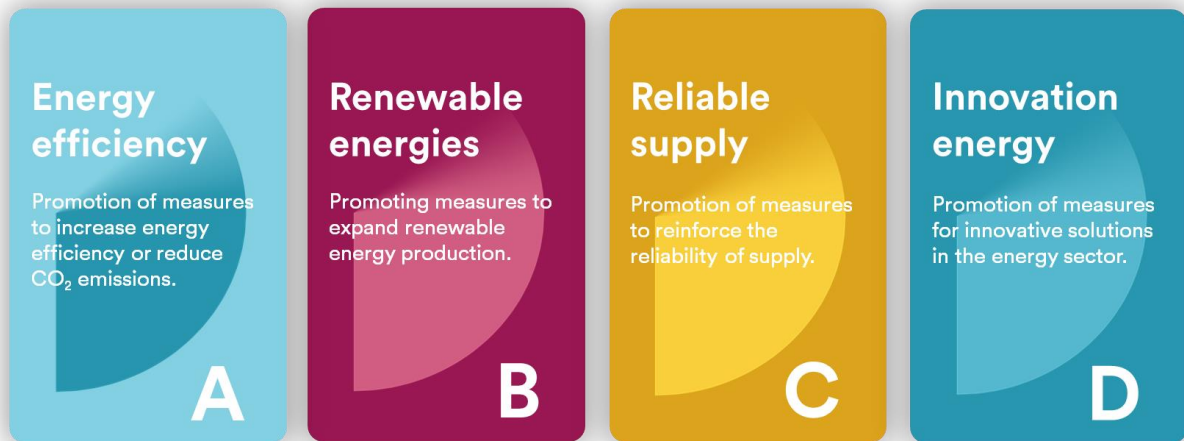 Energy
efficiency
Promotion of measures
to increase energy
efficiency or reduce
CO₂ emissions.
A
Renewable
energies
Promoting measures to
expand renewable
energy production.
B
Reliable
supply
Promotion of measures
to reinforce the
reliability of supply.
C
Innovation
energy
Promotion of measures
for innovative solutions
in the energy sector.
D